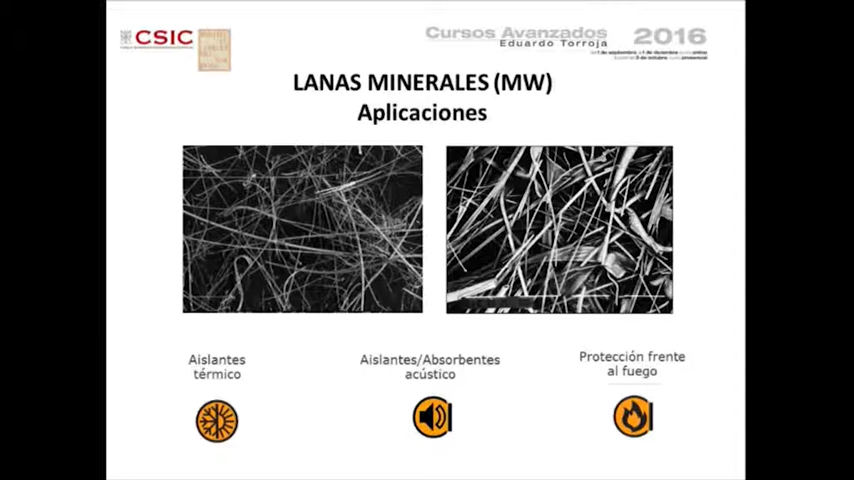 CSIC
Cursos Avanzados 2016
Eduardo Torroja
LANAS MINERALES (MW)
Aplicaciones
Aislantes
térmico
Aislantes/Absorbentes
acústico
Protección frente
al fuego